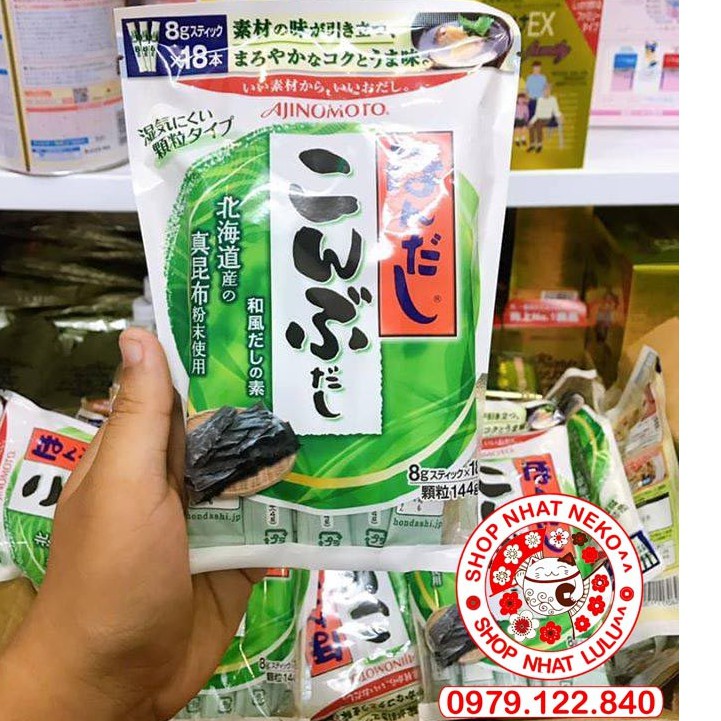 8gスティック
×18本
素材の味が引き立つ、
まろやかなコクとうま味。
いい素材から、いいおだし。
AJINOMOTO®
湿気にくい
顆粒タイプ
ほんだし®
こんぶだし
北海道産の
真昆布粉末使用
和風だしの素
8gスティック×18
顆粒144g
hondashi.jp
hondashi.jp
EX
SHOP NHAT NEKO^^
SHOP NHAT LULU^^
0979.122.840